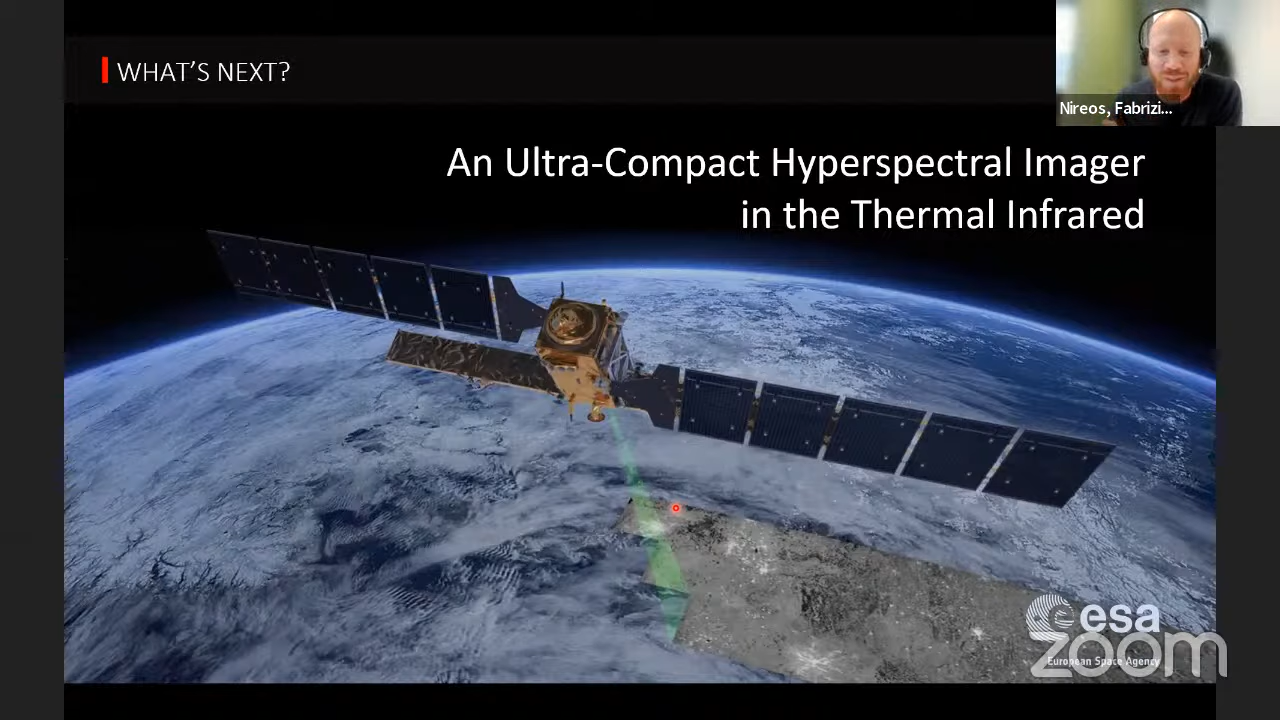 WHAT'S NEXT?
Nireos, Fabrizi...
An Ultra-Compact Hyperspectral Imager
in the Thermal Infrared
esa
European Space Agency
zoom